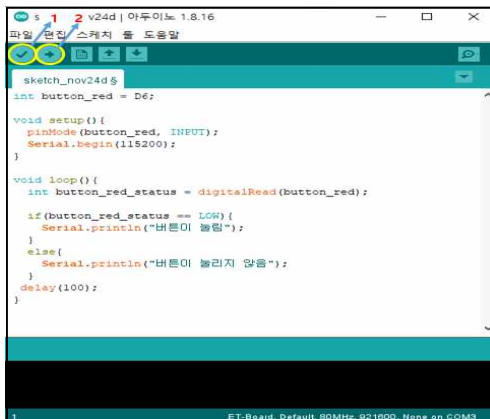 s 1 2 v24d | 아두이노 1.8.16
파일 편집 스케치 툴 도움말
sketch_nov24d §
int button_red = D6;
void setup(){
pinMode(button_red, INPUT);
Serial.begin(115200);
}
void loop(){
int button_red_status = digitalRead(button_red);
if(button_red_status == LOW){
Serial.println("버튼이 눌림");
}
else{
Serial.println("버튼이 눌리지 않음");
}
delay(100);
}
1 ET-Board, Default, 80MHz, 921600, None on COM3